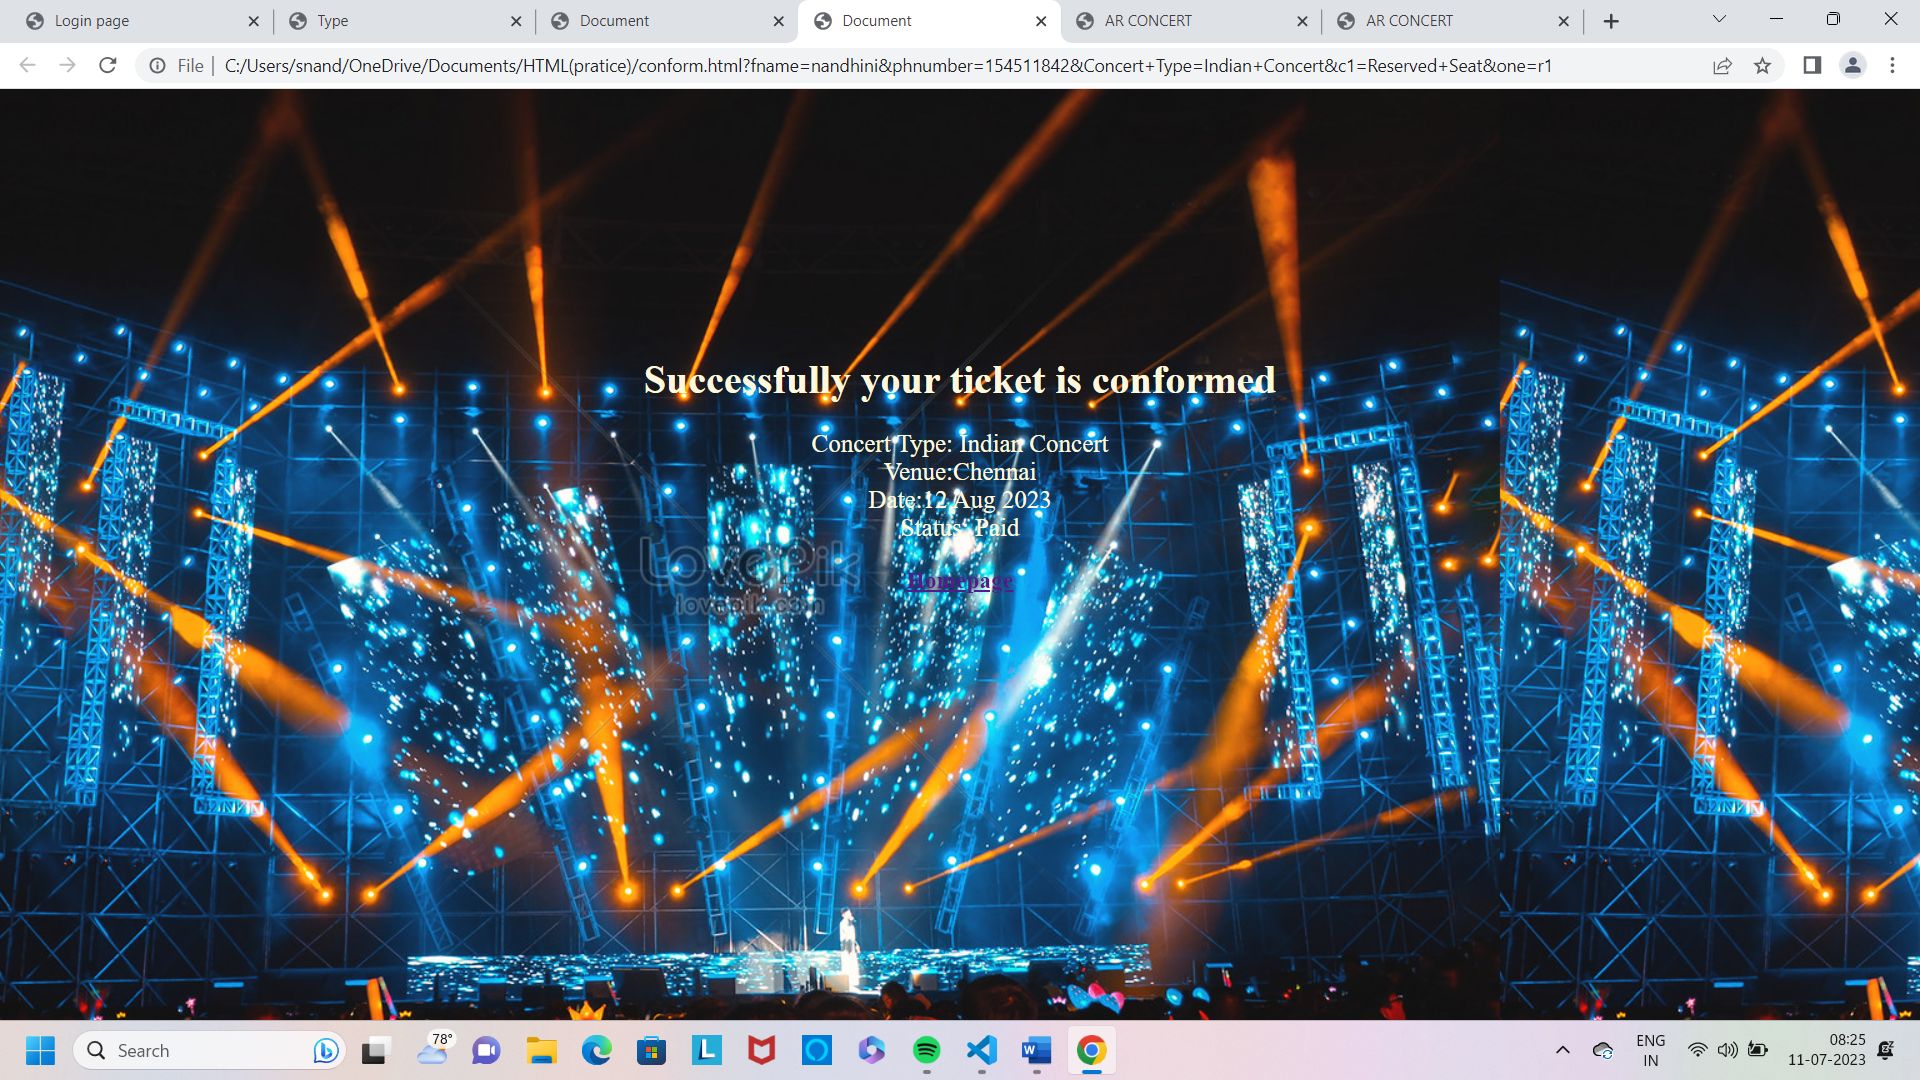 Login page
Type
Document
Document
AR CONCERT
AR CONCERT
File
C:/Users/snand/OneDrive/Documents/HTML(pratice)/conform.html?fname=nandhini&phnumber=154511842&Concert+Type=Indian+Concert&c1=Reserved+Seat&one=r1
Successfully your ticket is conformed
Concert Type: Indian Concert
Venue:Chennai
Date:12 Aug 2023
Status: Paid
LovePik
lovepik.com
Homepage
Search
78°
L
W
ENG
IN
08:25
11-07-2023